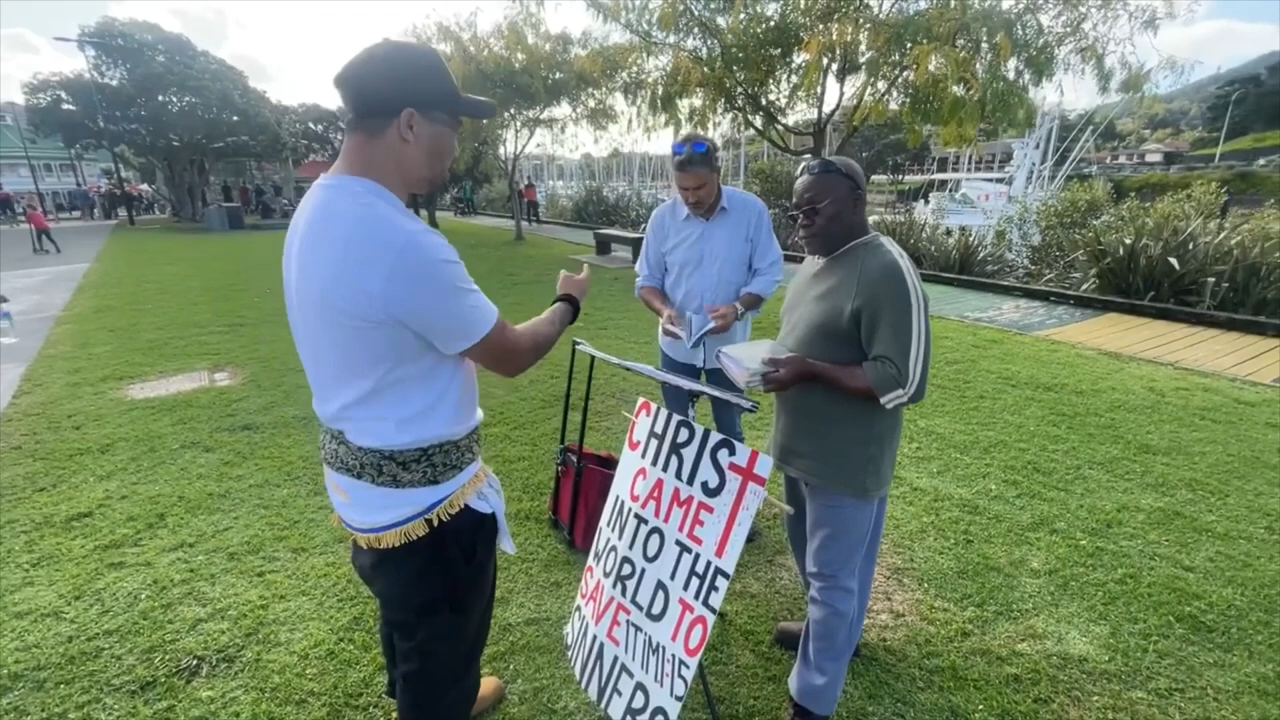 CHRIST
CAME
INTO THE
WORLD TO
SAVE 1TIM1:15
SINNERS